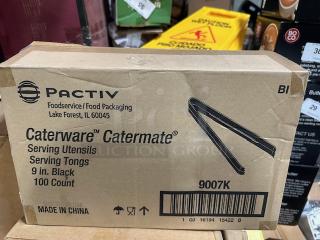 PACTIV
Foodservice/Food Packaging
Lake Forest, IL 60045
BI
Caterware™ Catermate®
Serving Utensils
Serving Tongs
9 in. Black
100 Count
9007K
MADE IN CHINA